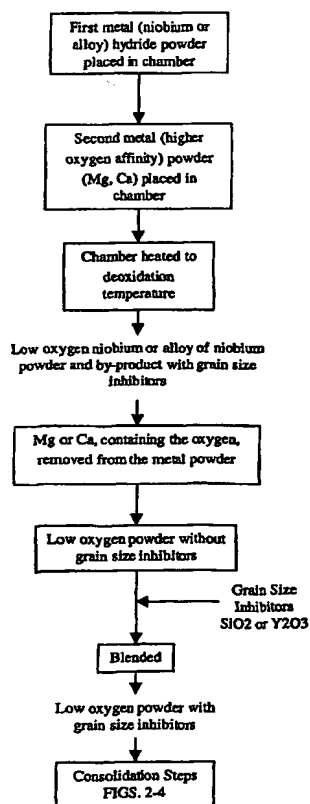 First metal (niobium or
alloy) hydride powder
placed in chamber
Second metal (higher
oxygen affinity) powder
(Mg, Ca) placed in
chamber
Chamber heated to
deoxidation
temperature
Low oxygen niobium or alloy of niobium
powder and by-product with grain size
inhibitors
Mg or Ca, containing the oxygen,
removed from the metal powder
Low oxygen powder without
grain size inhibitors
Grain Size
Inhibitors
SiO2 or Y2O3
Blended
Low oxygen powder with
grain size inhibitors
Consolidation Steps
FIGS. 2-4